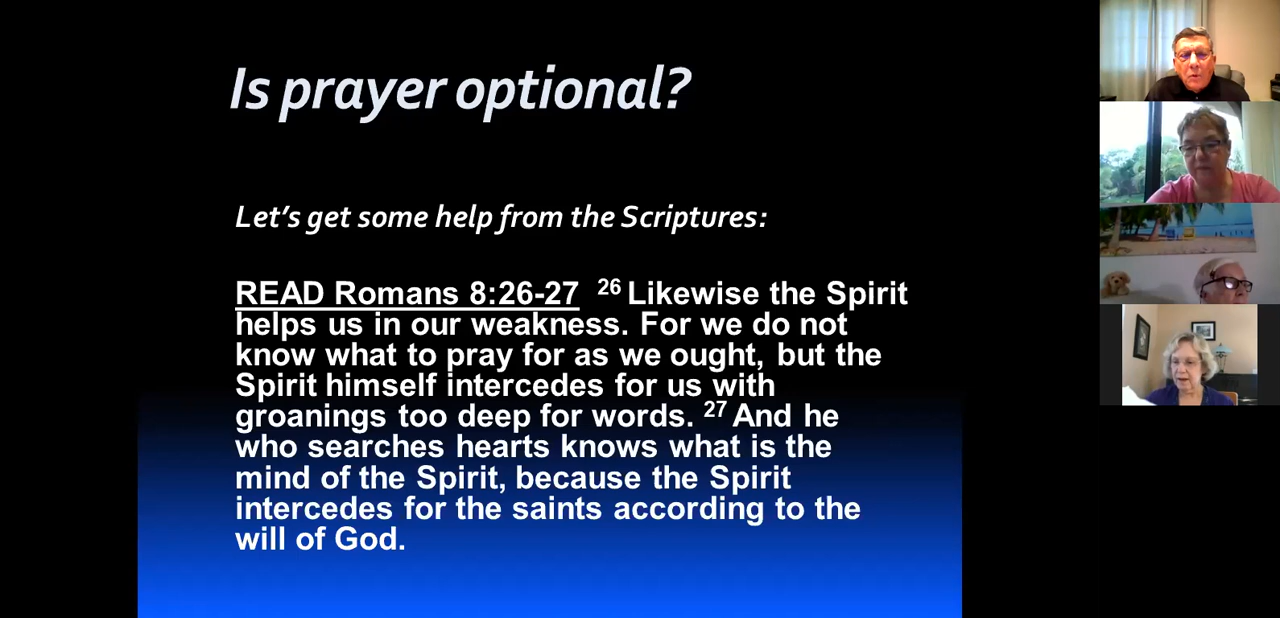 Is prayer optional?
Let’s get some help from the Scriptures:
READ Romans 8:26-27 26 Likewise the Spirit
helps us in our weakness. For we do not
know what to pray for as we ought, but the
Spirit himself intercedes for us with
groanings too deep for words. 27 And he
who searches hearts knows what is the
mind of the Spirit, because the Spirit
intercedes for the saints according to the
will of God.